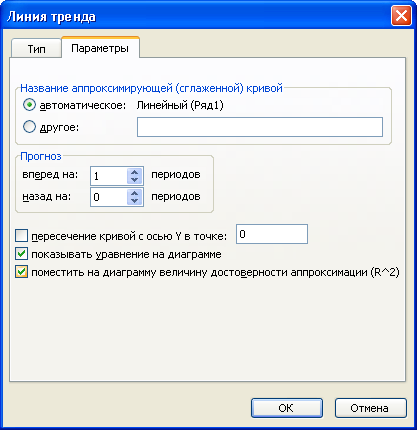 Линия тренда
Тип Параметры
Название аппроксимирующей (сглаженной) кривой
автоматическое: Линейный (Ряд1)
другое:
Прогноз
вперед на: 1 периодов
назад на: 0 периодов
пересечение кривой с осью Y в точке: 0
показывать уравнение на диаграмме
поместить на диаграмму величину достоверности аппроксимации (R^2)
OK Отмена